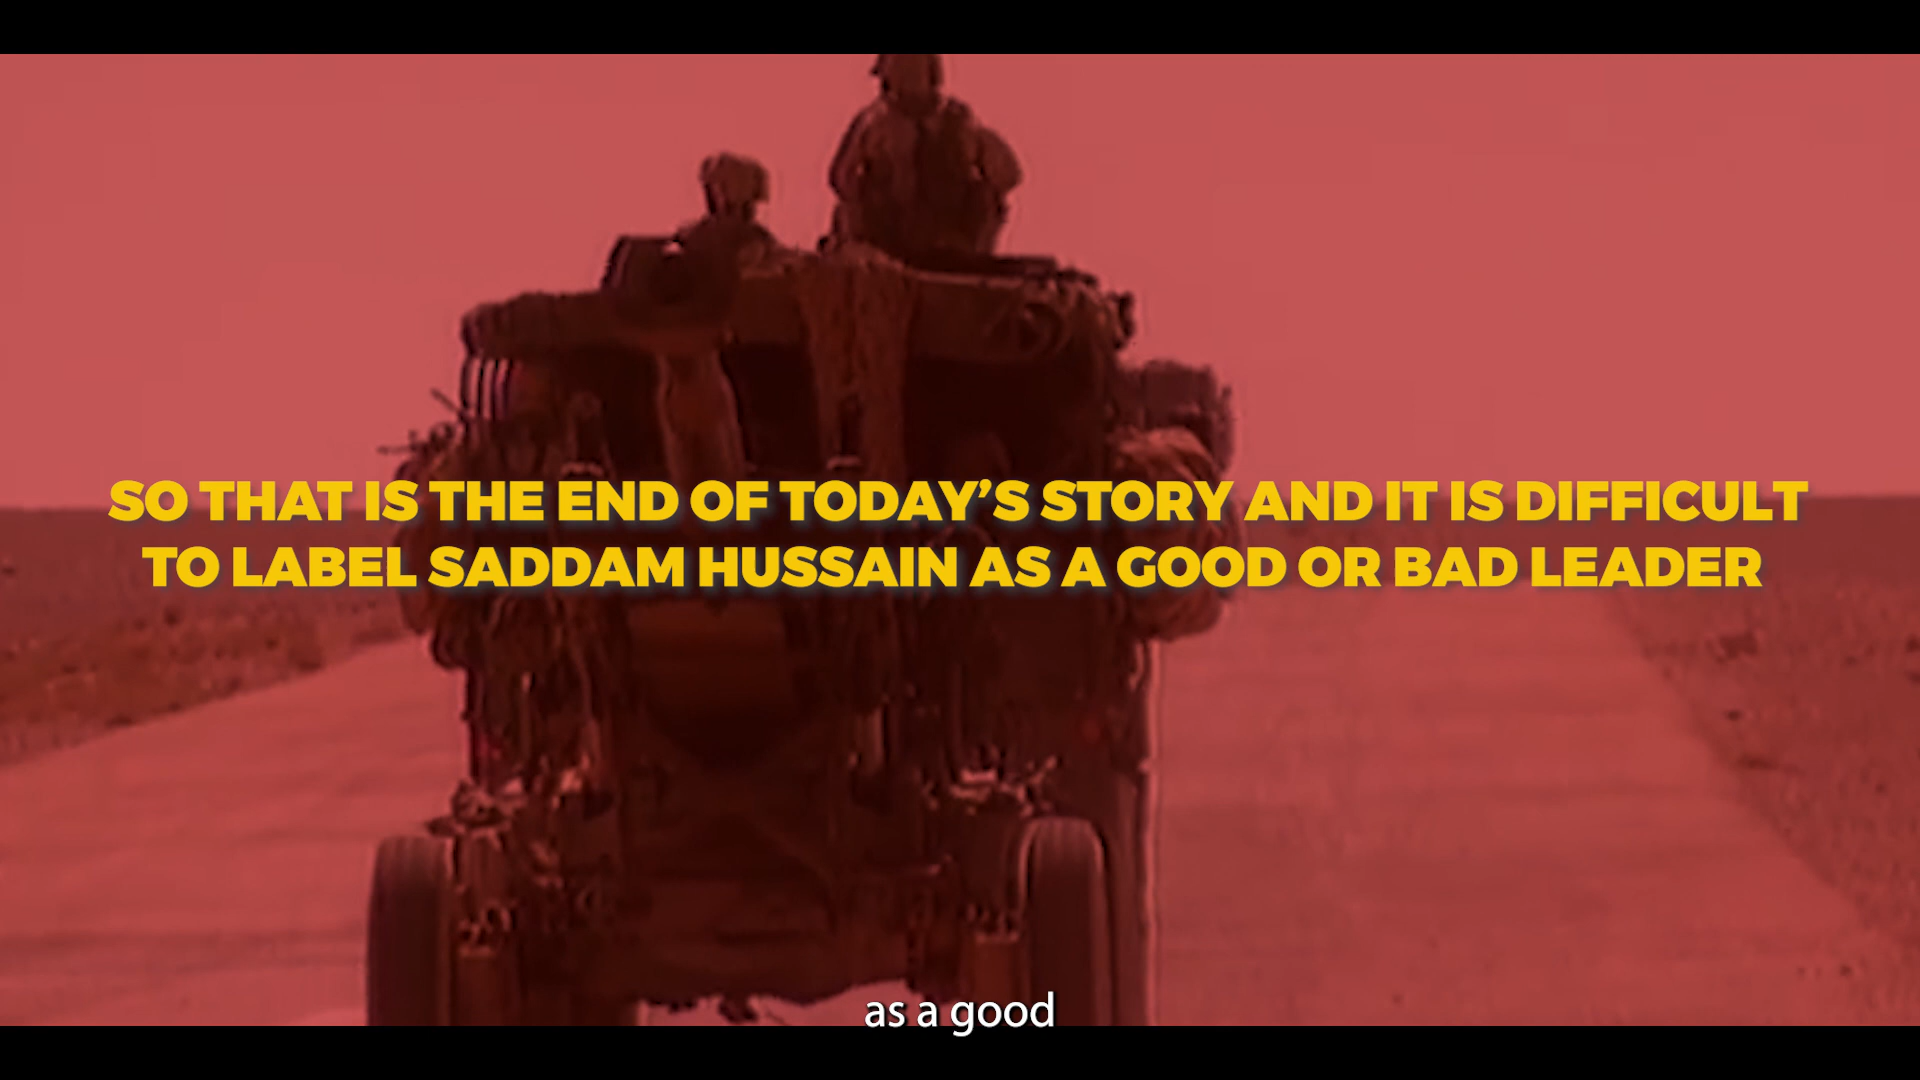 SO THAT IS THE END OF TODAY’S STORY AND IT IS DIFFICULT
TO LABEL SADDAM HUSSAIN AS A GOOD OR BAD LEADER
as a good